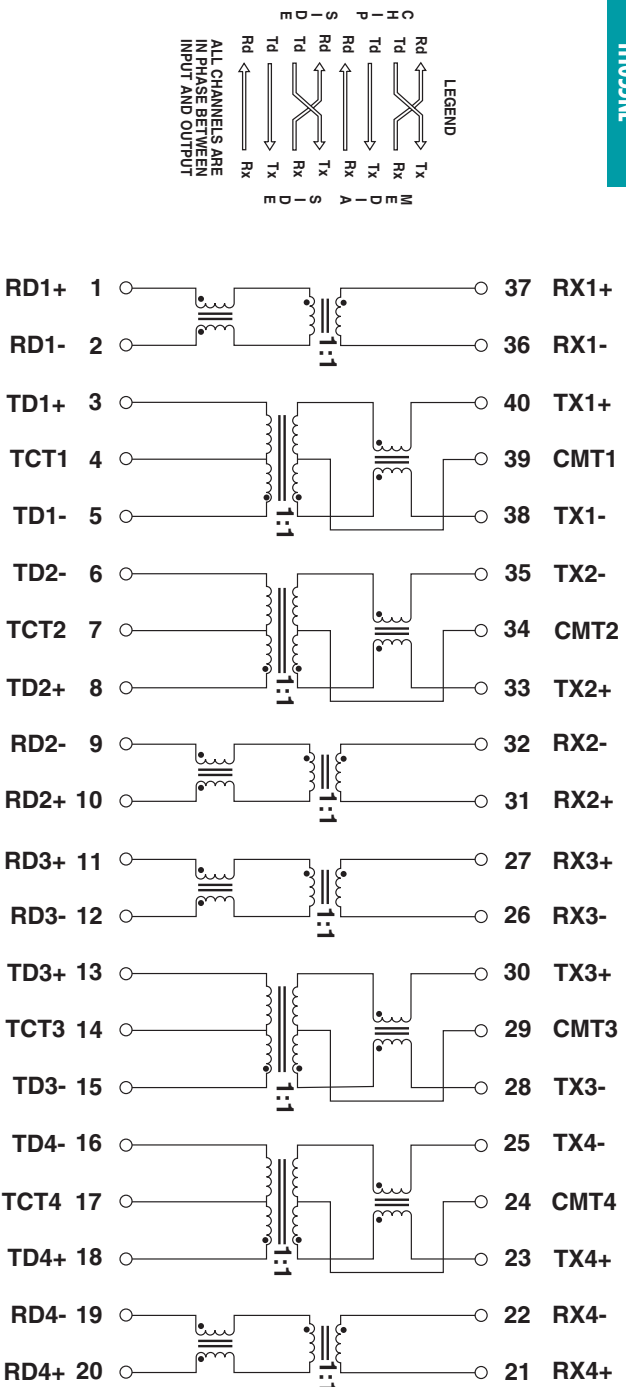 LEGEND
CHIP SIDE
MEDIA SIDE
Rd Tx
Td Rx
Td Tx
Rd Rx
Rd Tx
Td Rx
Td Tx
Rd Rx
ALL CHANNELS ARE
IN PHASE BETWEEN
INPUT AND OUTPUT
RD1+ 1 37 RX1+
1:1
RD1- 2 36 RX1-
TD1+ 3 40 TX1+
TCT1 4 39 CMT1
TD1- 5 38 TX1-
1:1
TD2- 6 35 TX2-
TCT2 7 34 CMT2
TD2+ 8 33 TX2+
1:1
RD2- 9 32 RX2-
RD2+ 10 31 RX2+
1:1
RD3+ 11 27 RX3+
RD3- 12 26 RX3-
1:1
TD3+ 13 30 TX3+
TCT3 14 29 CMT3
TD3- 15 28 TX3-
1:1
TD4- 16 25 TX4-
TCT4 17 24 CMT4
TD4+ 18 23 TX4+
1:1
RD4- 19 22 RX4-
RD4+ 20 21 RX4+
1:1